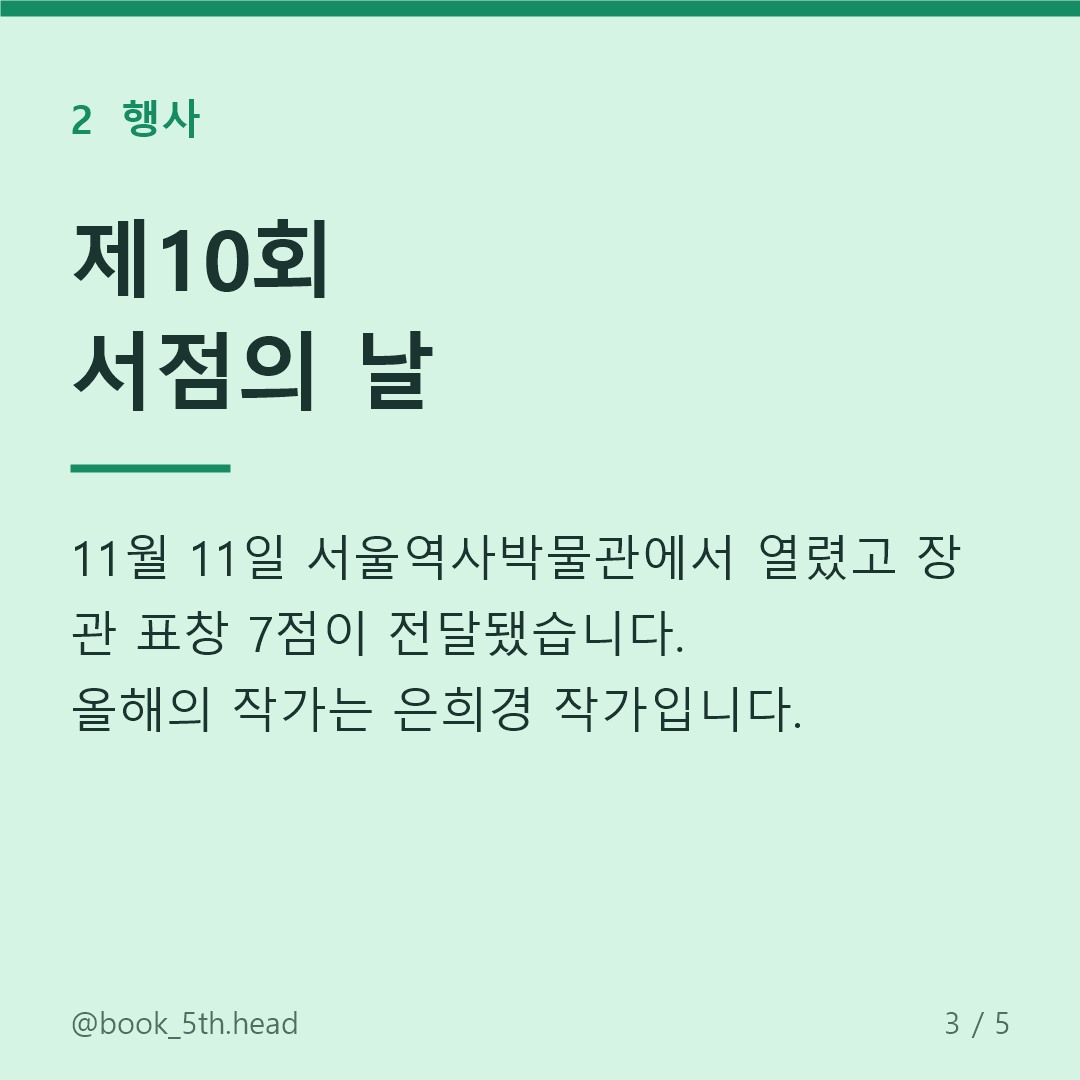 2 행사
제10회
서점의 날
11월 11일 서울역사박물관에서 열렸고 장
관 표창 7점이 전달됐습니다.
올해의 작가는 은희경 작가입니다.
@book_5th.head
3 / 5